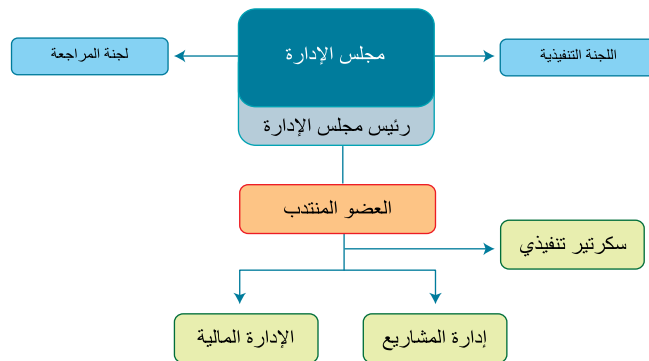 مجلس الإدارة
اللجنة التنفيذية
لجنة المراجعة
رئيس مجلس الإدارة
العضو المنتدب
سكرتير تنفيذي
إدارة المشاريع
الإدارة المالية